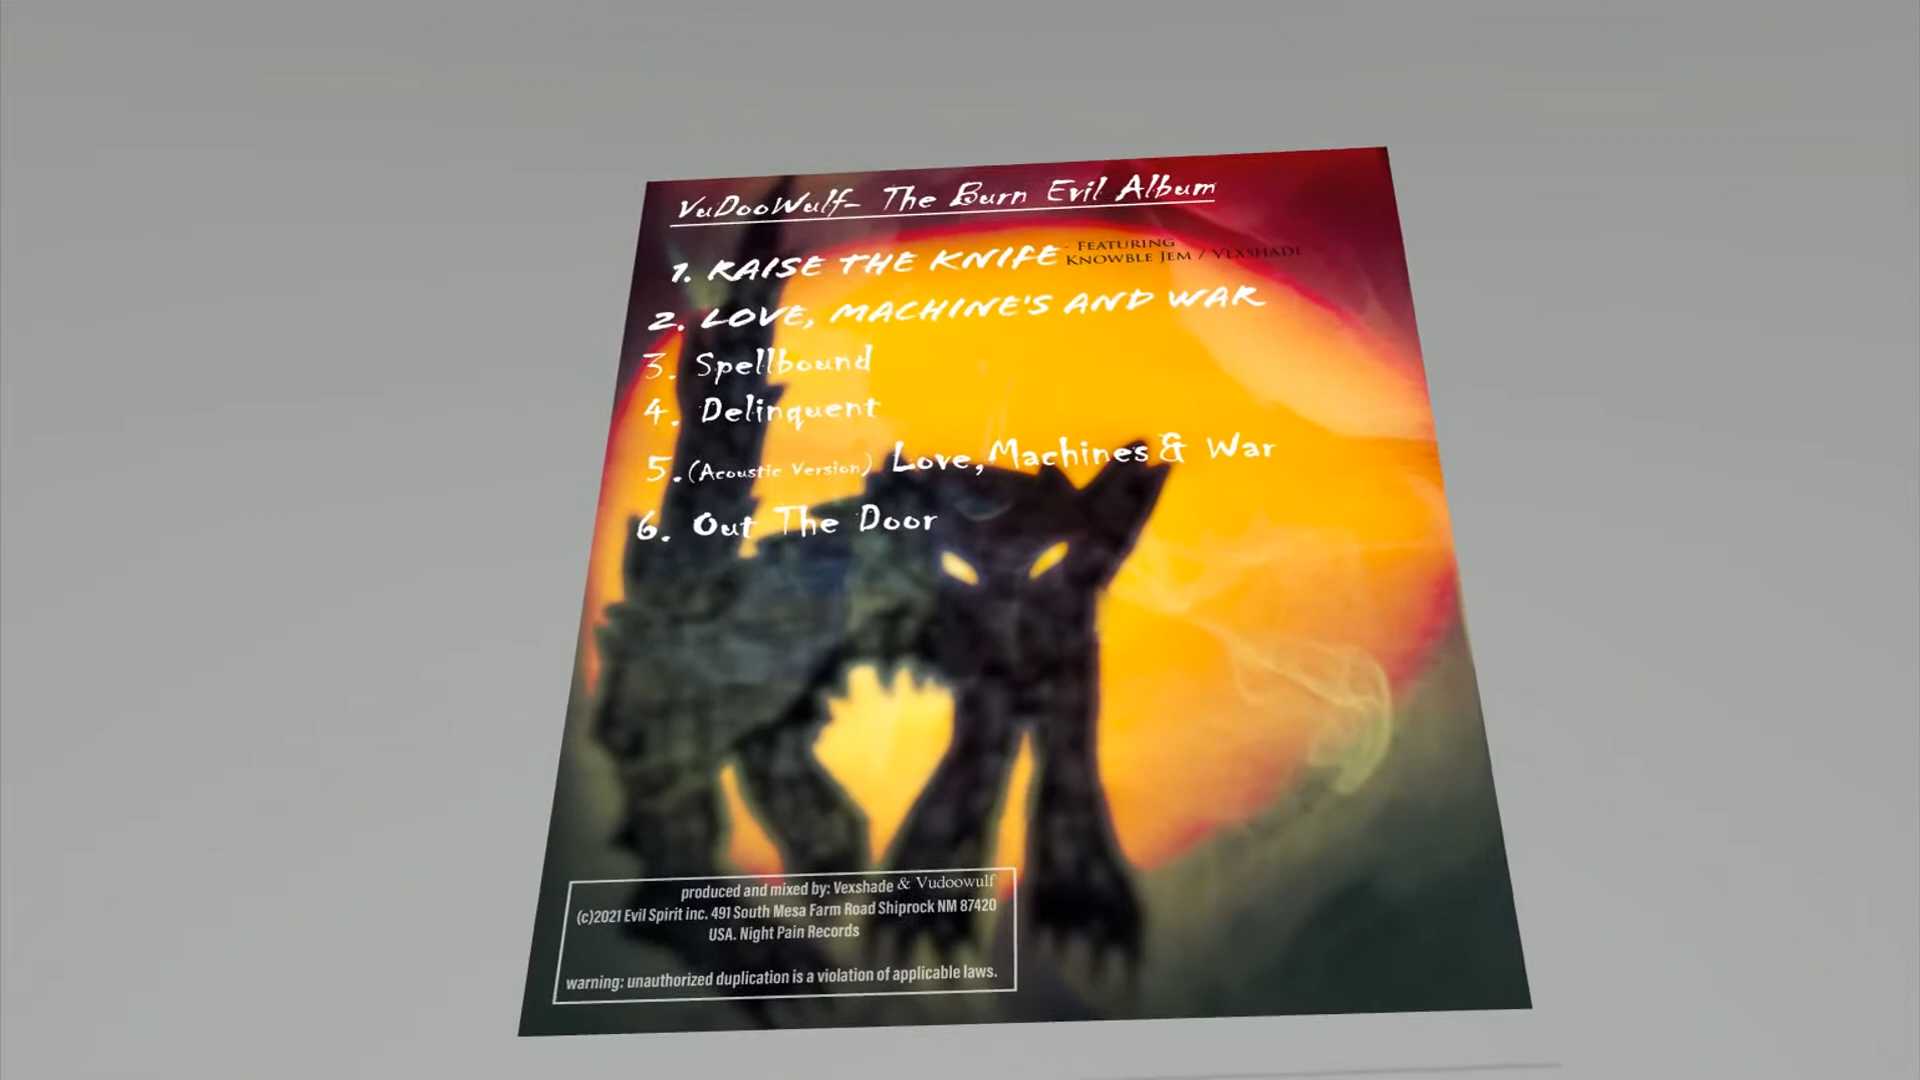 VuDooWulf- The Burn Evil Album
1. RAISE THE KNIFE - FEATURING
KNOWBLE JEM / VEXSHADE
2. LOVE, MACHINE'S AND WAR
3. Spellbound
4. Delinquent
5. (Acoustic Version) Love, Machines & War
6. Out The Door
produced and mixed by: Vexshade & Vudoowulf
(c)2021 Evil Spirit inc. 491 South Mesa Farm Road Shiprock NM 87420
USA. Night Pain Records
warning: unauthorized duplication is a violation of applicable laws.